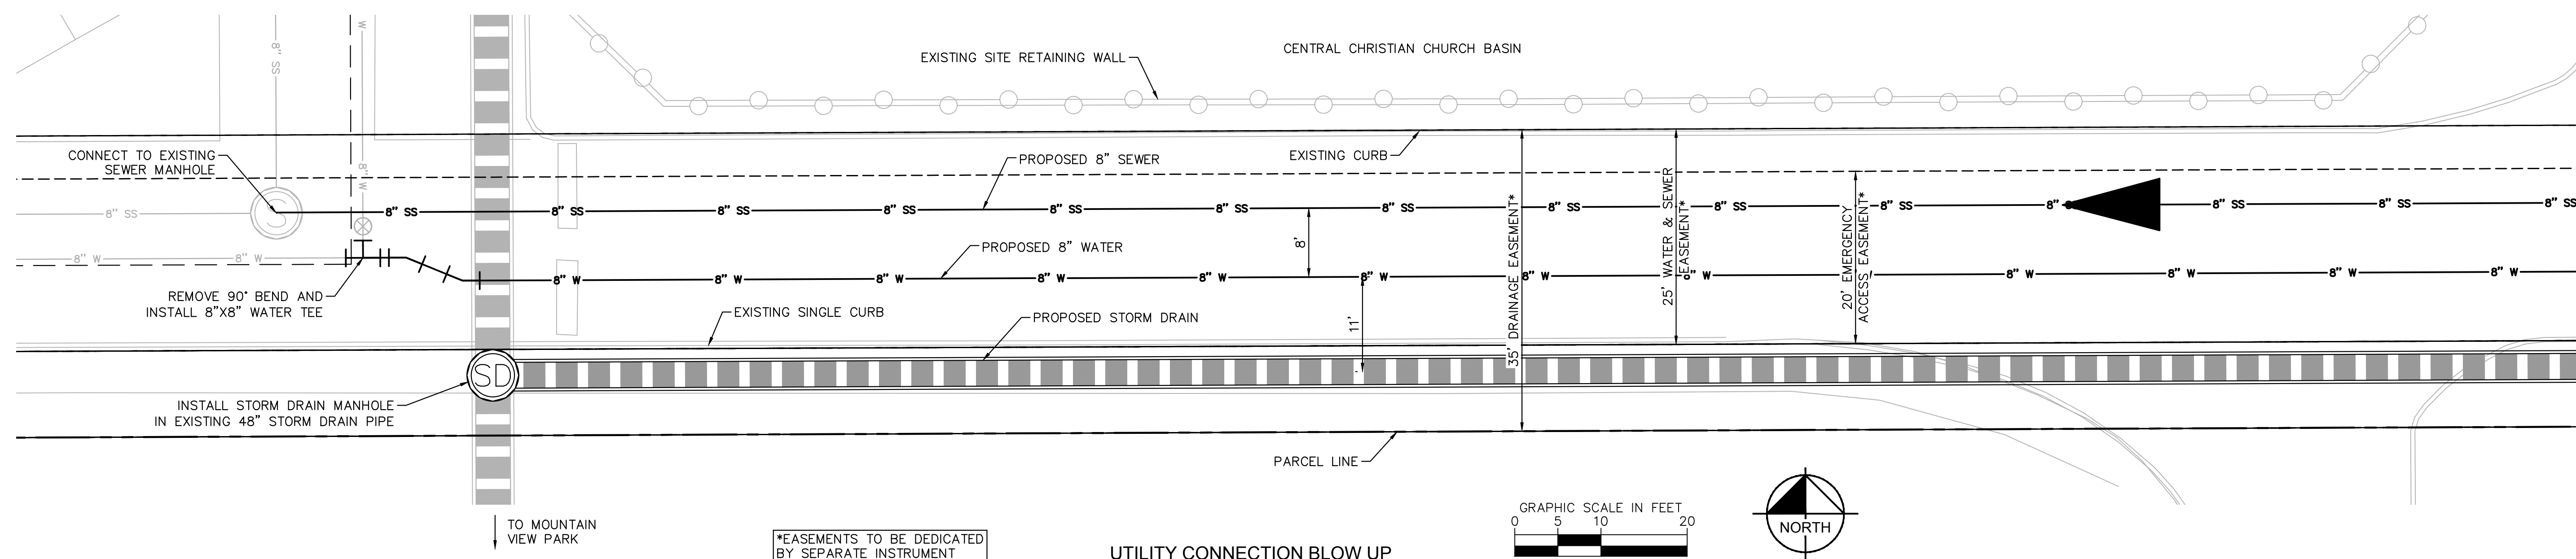 W
8" SS
CENTRAL CHRISTIAN CHURCH BASIN
EXISTING SITE RETAINING WALL
CONNECT TO EXISTING
SEWER MANHOLE
8" W
PROPOSED 8" SEWER
EXISTING CURB
35' DRAINAGE EASEMENT*
25' WATER & SEWER
EASEMENT*
20' EMERGENCY
ACCESS EASEMENT*
8" SS
S
8" SS
8" SS
8" SS
8" SS
8" SS
8" SS
8" SS
8" SS
8" SS
8" SS
8" SS
8" SS
8" SS
PROPOSED 8" WATER
8'
8" W
8" W
8" W
8" W
8" W
8" W
8" W
8" W
8" W
8" W
8" W
8" W
8" W
8" W
REMOVE 90° BEND AND
INSTALL 8"X8" WATER TEE
EXISTING SINGLE CURB
PROPOSED STORM DRAIN
11'
SD
INSTALL STORM DRAIN MANHOLE
IN EXISTING 48" STORM DRAIN PIPE
PARCEL LINE
TO MOUNTAIN
VIEW PARK
*EASEMENTS TO BE DEDICATED
BY SEPARATE INSTRUMENT
UTILITY CONNECTION BLOW UP
GRAPHIC SCALE IN FEET
0 5 10 20
NORTH